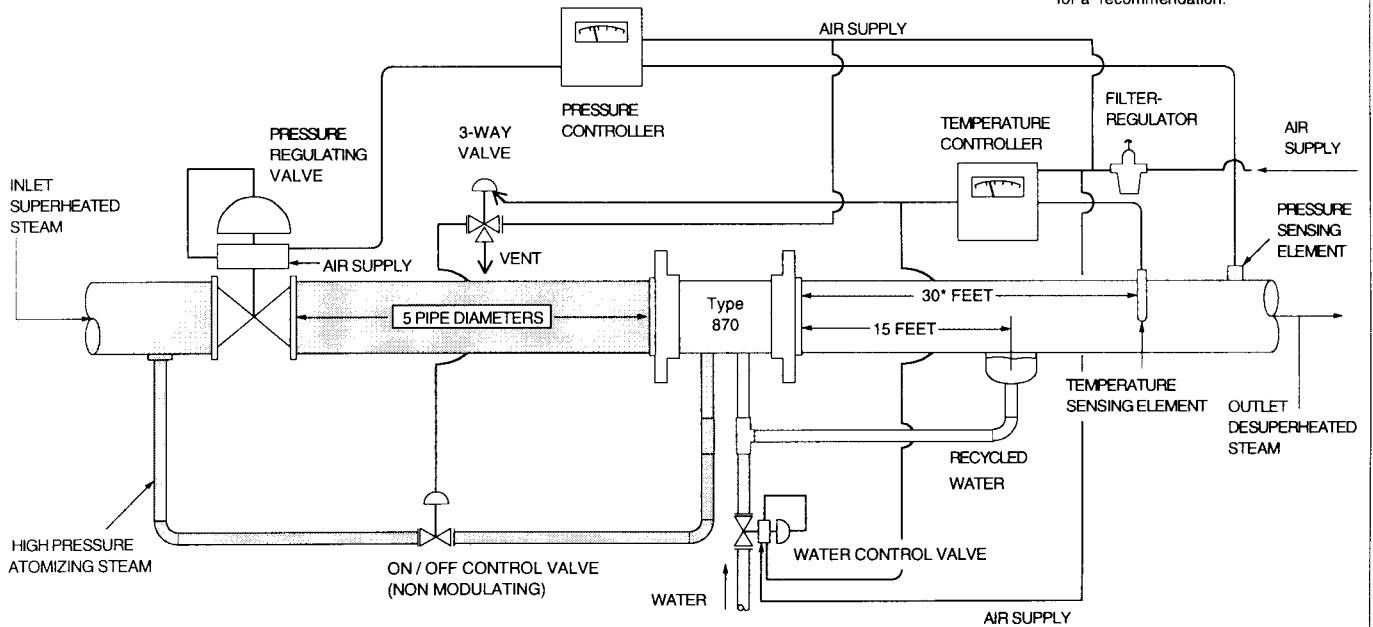 for a recommendation.
AIR SUPPLY
PRESSURE
CONTROLLER
FILTER-
REGULATOR
3-WAY
VALVE
TEMPERATURE
CONTROLLER
PRESSURE
REGULATING
VALVE
AIR
SUPPLY
INLET
SUPERHEATED
STEAM
PRESSURE
SENSING
ELEMENT
VENT
AIR SUPPLY
5 PIPE DIAMETERS
Type
870
30* FEET
15 FEET
TEMPERATURE
SENSING ELEMENT
OUTLET
DESUPERHEATED
STEAM
RECYCLED
WATER
HIGH PRESSURE
ATOMIZING STEAM
ON / OFF CONTROL VALVE
(NON MODULATING)
WATER CONTROL VALVE
WATER
AIR SUPPLY